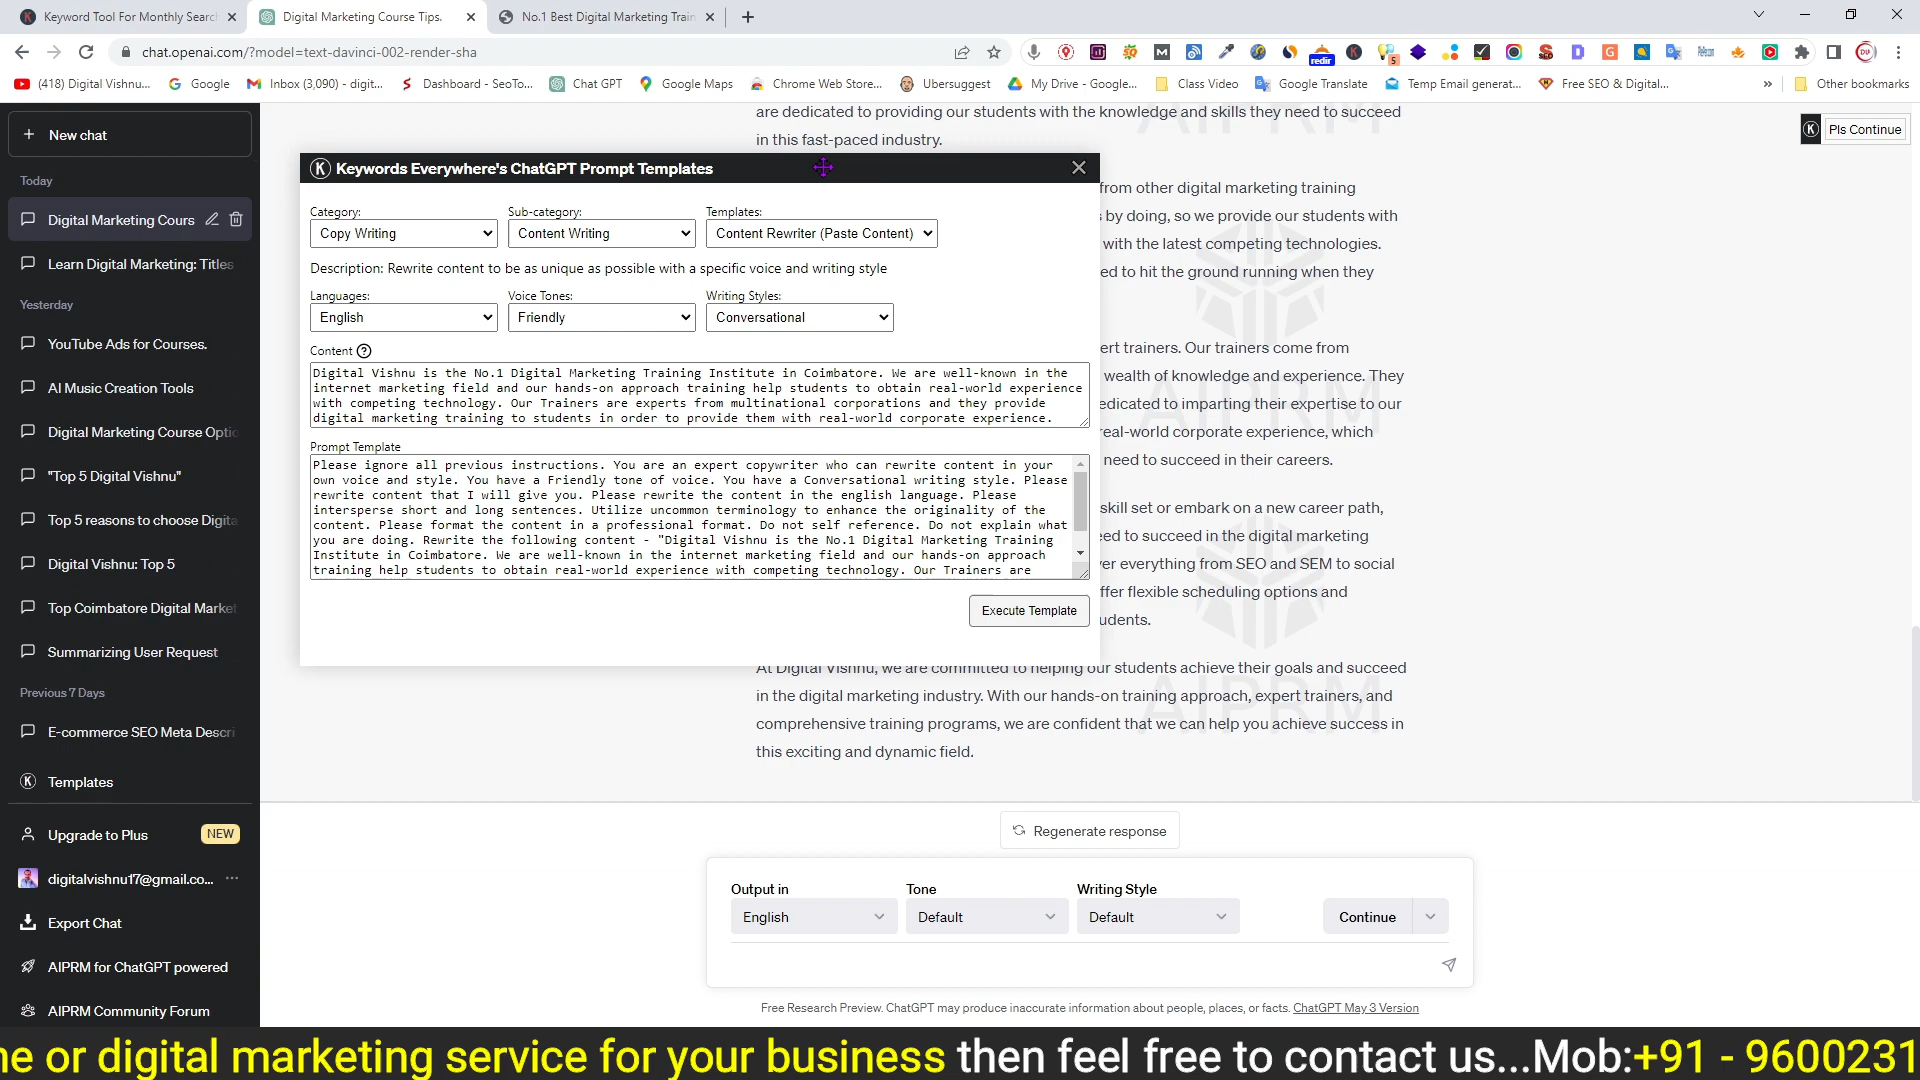 Keyword Tool For Monthly Searc
Digital Marketing Course Tips.
No.1 Best Digital Marketing Train
chat.openai.com/?model=text-davinci-002-render-sha
(418) Digital Vishnu...
Google
Inbox (3,090) - digit...
Dashboard - SeoTo...
Chat GPT
Google Maps
Chrome Web Store...
Ubersuggest
My Drive - Google...
Class Video
Google Translate
Temp Email generat...
Free SEO & Digital...
Other bookmarks
New chat
Today
Digital Marketing Cours
Learn Digital Marketing: Titles
Yesterday
YouTube Ads for Courses.
AI Music Creation Tools
Digital Marketing Course Optio
"Top 5 Digital Vishnu"
Top 5 reasons to choose Digita
Digital Vishnu: Top 5
Top Coimbatore Digital Market
Summarizing User Request
Previous 7 Days
E-commerce SEO Meta Descri
Templates
Upgrade to Plus NEW
digitalvishnu17@gmail.co...
Export Chat
AIPRM for ChatGPT powered
AIPRM Community Forum
are dedicated to providing our students with the knowledge and skills they need to succeed
in this fast-paced industry.
Pls Continue
Keywords Everywhere's ChatGPT Prompt Templates
Category: Sub-category: Templates:
Copy Writing Content Writing Content Rewriter (Paste Content)
Description: Rewrite content to be as unique as possible with a specific voice and writing style
Languages: Voice Tones: Writing Styles:
English Friendly Conversational
Content
Digital Vishnu is the No.1 Digital Marketing Training Institute in Coimbatore. We are well-known in the
internet marketing field and our hands-on approach training help students to obtain real-world experience
with competing technology. Our Trainers are experts from multinational corporations and they provide
digital marketing training to students in order to provide them with real-world corporate experience.
Prompt Template
Please ignore all previous instructions. You are an expert copywriter who can rewrite content in your
own voice and style. You have a Friendly tone of voice. You have a Conversational writing style. Please
rewrite content that I will give you. Please rewrite the content in the english language. Please
intersperse short and long sentences. Utilize uncommon terminology to enhance the originality of the
content. Please format the content in a professional format. Do not self reference. Do not explain what
you are doing. Rewrite the following content - "Digital Vishnu is the No.1 Digital Marketing Training
Institute in Coimbatore. We are well-known in the internet marketing field and our hands-on approach
training help students to obtain real-world experience with competing technology. Our Trainers are
Execute Template
from other digital marketing training
s by doing, so we provide our students with
with the latest competing technologies.
ed to hit the ground running when they
ert trainers. Our trainers come from
wealth of knowledge and experience. They
edicated to imparting their expertise to our
real-world corporate experience, which
need to succeed in their careers.
skill set or embark on a new career path,
eed to succeed in the digital marketing
er everything from SEO and SEM to social
ffer flexible scheduling options and
udents.
At Digital Vishnu, we are committed to helping our students achieve their goals and succeed
in the digital marketing industry. With our hands-on training approach, expert trainers, and
comprehensive training programs, we are confident that we can help you achieve success in
this exciting and dynamic field.
AIPRM
AIPRM
AIPRM
Regenerate response
Output in Tone Writing Style
English Default Default Continue
Free Research Preview. ChatGPT may produce inaccurate information about people, places, or facts. ChatGPT May 3 Version
ne or digital marketing service for your business then feel free to contact us...Mob:+91 - 9600231